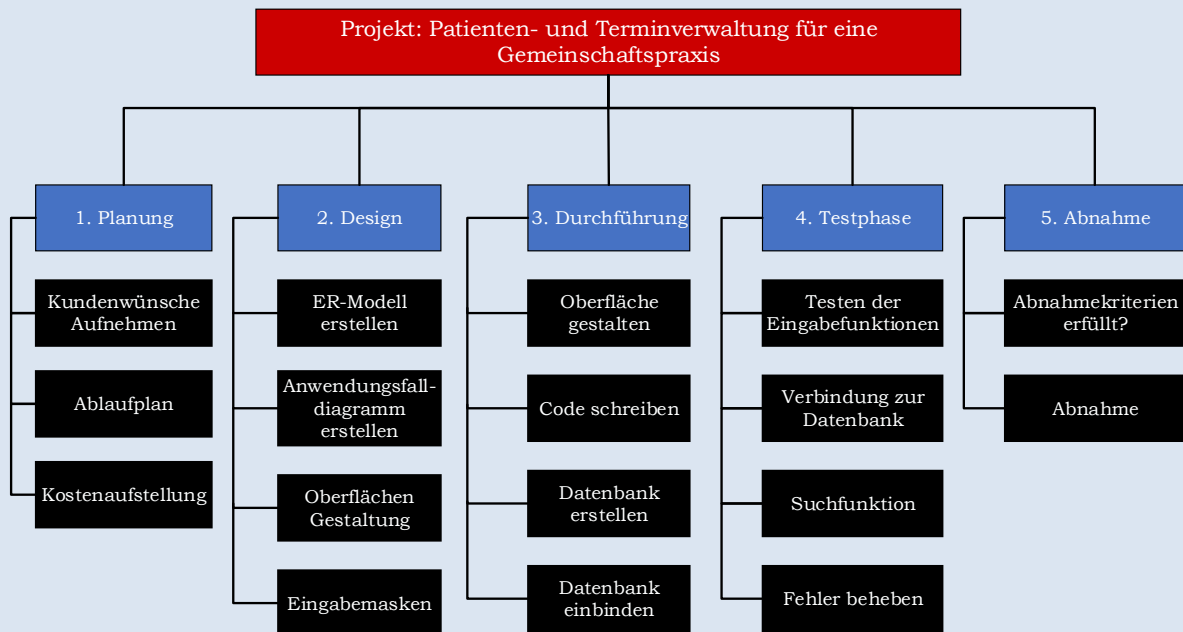 Projekt: Patienten- und Terminverwaltung für eine
Gemeinschaftspraxis
1. Planung
Kundenwünsche
Aufnehmen
Ablaufplan
Kostenaufstellung
2. Design
ER-Modell
erstellen
Anwendungsfall-
diagramm
erstellen
Oberflächen
Gestaltung
Eingabemasken
3. Durchführung
Oberfläche
gestalten
Code schreiben
Datenbank
erstellen
Datenbank
einbinden
4. Testphase
Testen der
Eingabefunktionen
Verbindung zur
Datenbank
Suchfunktion
Fehler beheben
5. Abnahme
Abnahmekriterien
erfüllt?
Abnahme